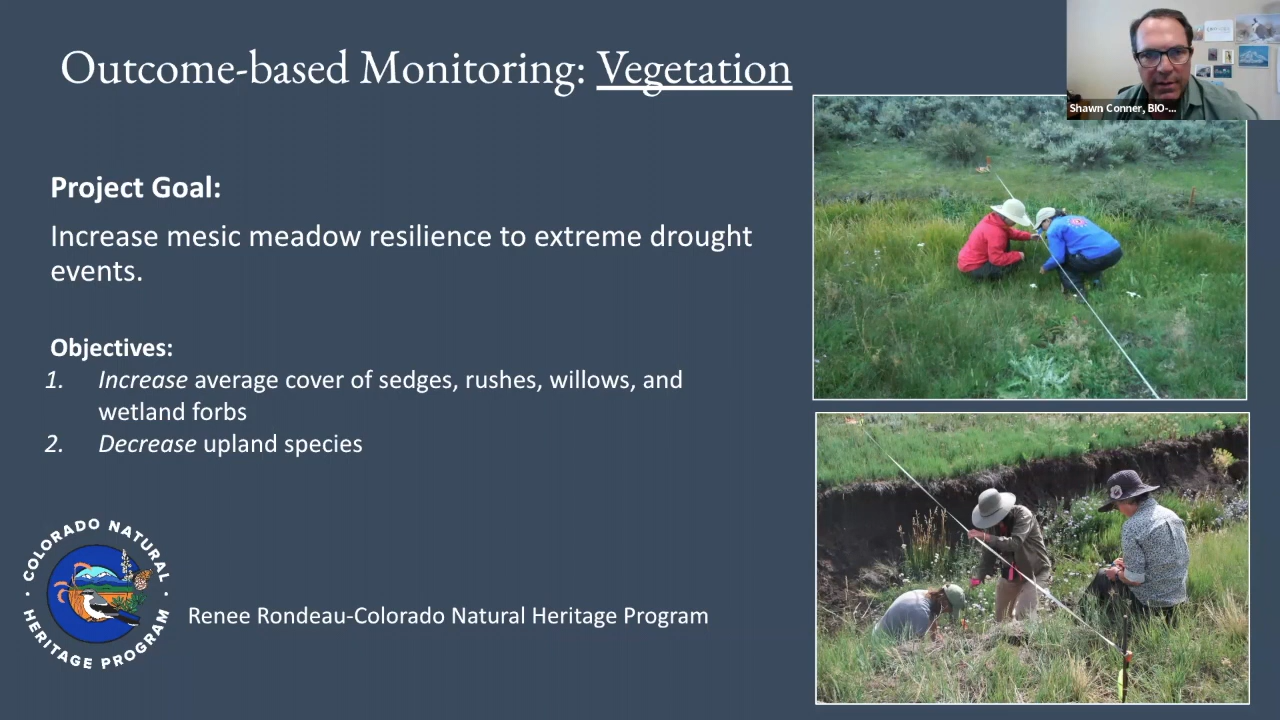 Outcome-based Monitoring: Vegetation
Shawn Conner, BIO-...
Project Goal:
Increase mesic meadow resilience to extreme drought
events.
Objectives:
1. Increase average cover of sedges, rushes, willows, and
wetland forbs
2. Decrease upland species
COLORADO NATURAL
HERITAGE PROGRAM
Renee Rondeau-Colorado Natural Heritage Program